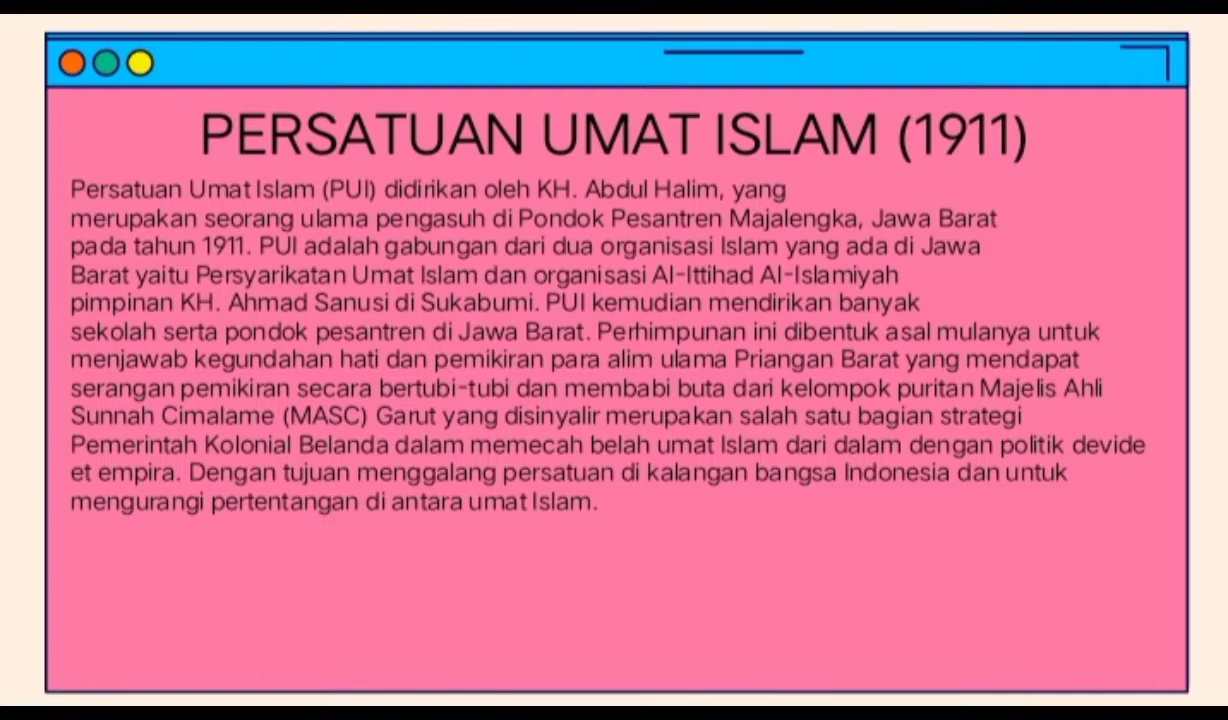 PERSATUAN UMAT ISLAM (1911)
Persatuan Umat Islam (PUI) didirikan oleh KH. Abdul Halim, yang
merupakan seorang ulama pengasuh di Pondok Pesantren Majalengka, Jawa Barat
pada tahun 1911. PUI adalah gabungan dari dua organisasi Islam yang ada di Jawa
Barat yaitu Persyarikatan Umat Islam dan organisasi Al-Ittihad Al-Islamiyah
pimpinan KH. Ahmad Sanusi di Sukabumi. PUI kemudian mendirikan banyak
sekolah serta pondok pesantren di Jawa Barat. Perhimpunan ini dibentuk asal mulanya untuk
menjawab kegundahan hati dan pemikiran para alim ulama Priangan Barat yang mendapat
serangan pemikiran secara bertubi-tubi dan membabi buta dari kelompok puritan Majelis Ahli
Sunnah Cimalame (MASC) Garut yang disinyalir merupakan salah satu bagian strategi
Pemerintah Kolonial Belanda dalam memecah belah umat Islam dari dalam dengan politik devide
et empira. Dengan tujuan menggalang persatuan di kalangan bangsa Indonesia dan untuk
mengurangi pertentangan di antara umat Islam.